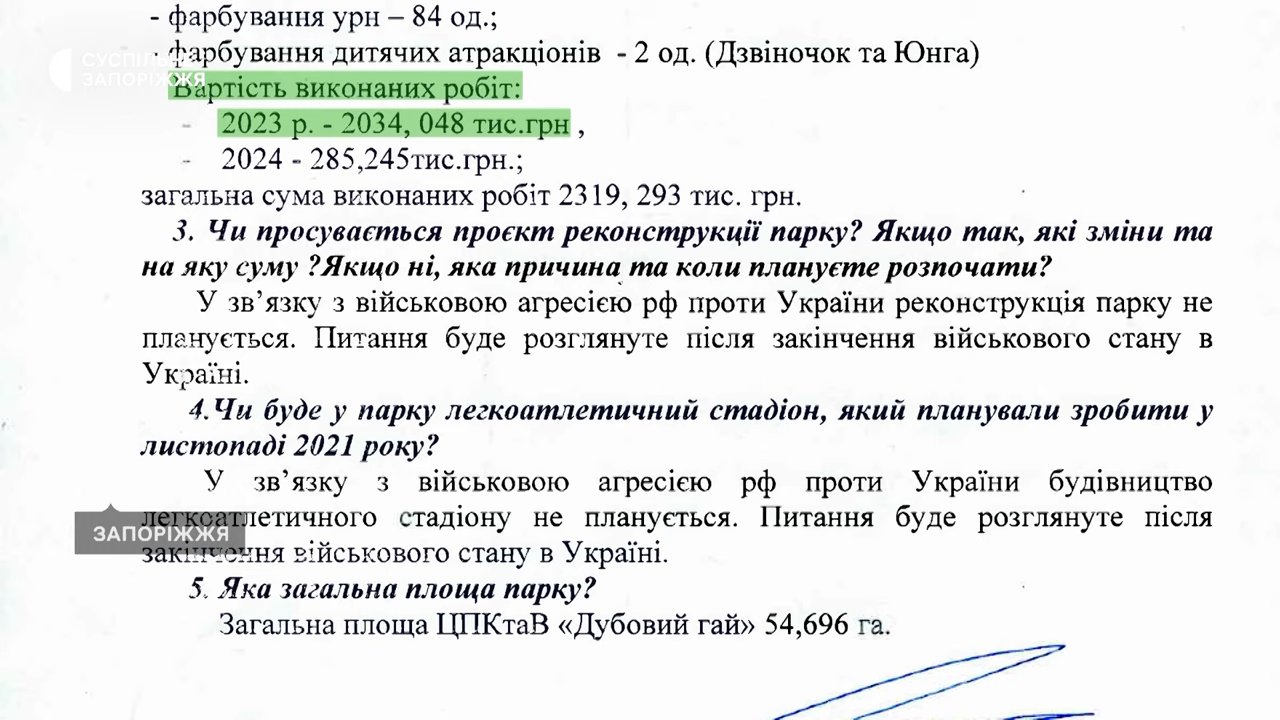 - фарбування урн – 84 од.;
- фарбування дитячих атракціонів - 2 од. (Дзвіночок та Юнга)
СУСПІЛЬНЕ
ЗАПОРІЖЖЯ
Вартість виконаних робіт:
- 2023 р. - 2034, 048 тис.грн ,
- 2024 - 285,245тис.грн.;
загальна сума виконаних робіт 2319, 293 тис. грн.
3. Чи просувається проєкт реконструкції парку? Якщо так, які зміни та
на яку суму ?Якщо ні, яка причина та коли плануєте розпочати?
У зв’язку з військовою агресією рф проти України реконструкція парку не
планується. Питання буде розглянуте після закінчення військового стану в
Україні.
4.Чи буде у парку легкоатлетичний стадіон, який планували зробити у
листопаді 2021 року?
У зв’язку з військовою агресією рф проти України будівництво
легкоатлетичного стадіону не планується. Питання буде розглянуте після
ЗАПОРІЖЖЯ
закінчення військового стану в Україні.
5. Яка загальна площа парку?
Загальна площа ЦПКтаВ «Дубовий гай» 54,696 га.